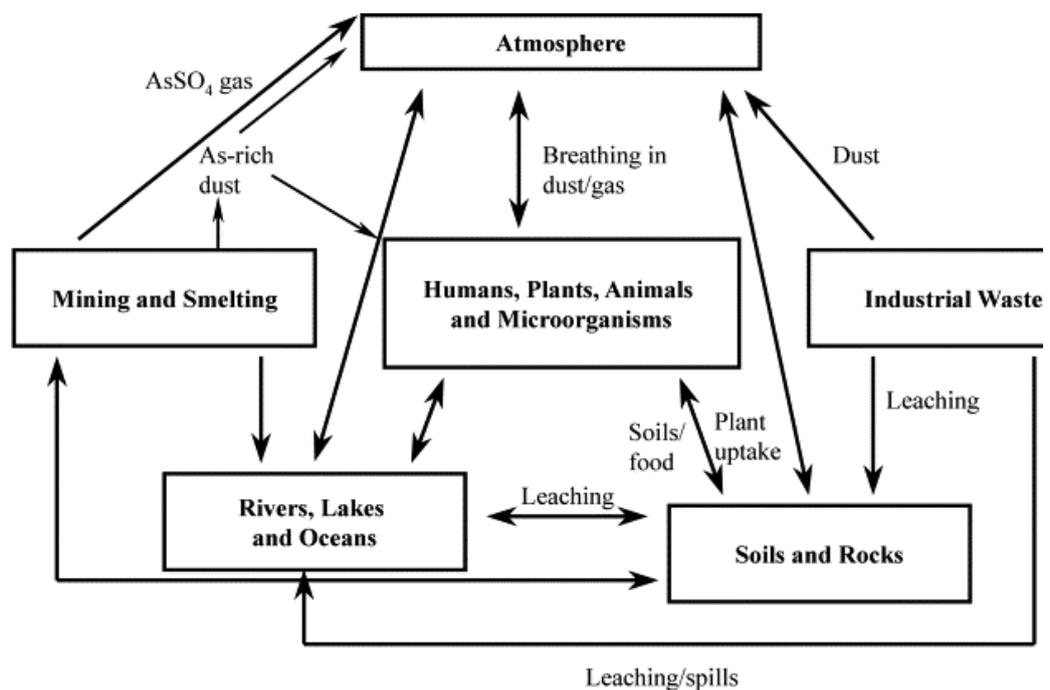 Atmosphere
AsSO₄ gas
As-rich
dust
Breathing in
dust/gas
Dust
Mining and Smelting
Humans, Plants, Animals
and Microorganisms
Industrial Waste
Leaching
Soils/
food
Plant
uptake
Rivers, Lakes
and Oceans
Leaching
Soils and Rocks
Leaching/spills